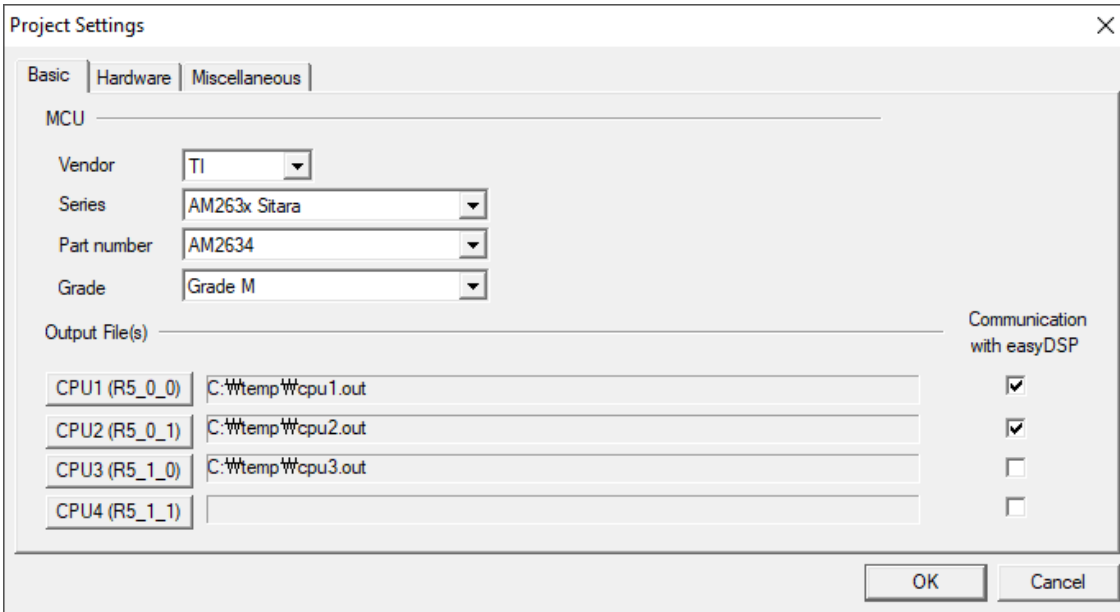 Project Settings
Basic Hardware Miscellaneous
MCU
Vendor TI
Series AM263x Sitara
Part number AM2634
Grade Grade M
Output File(s)
Communication
with easyDSP
CPU1 (R5_0_0) C:₩temp₩cpu1.out
CPU2 (R5_0_1) C:₩temp₩cpu2.out
CPU3 (R5_1_0) C:₩temp₩cpu3.out
CPU4 (R5_1_1)
OK Cancel